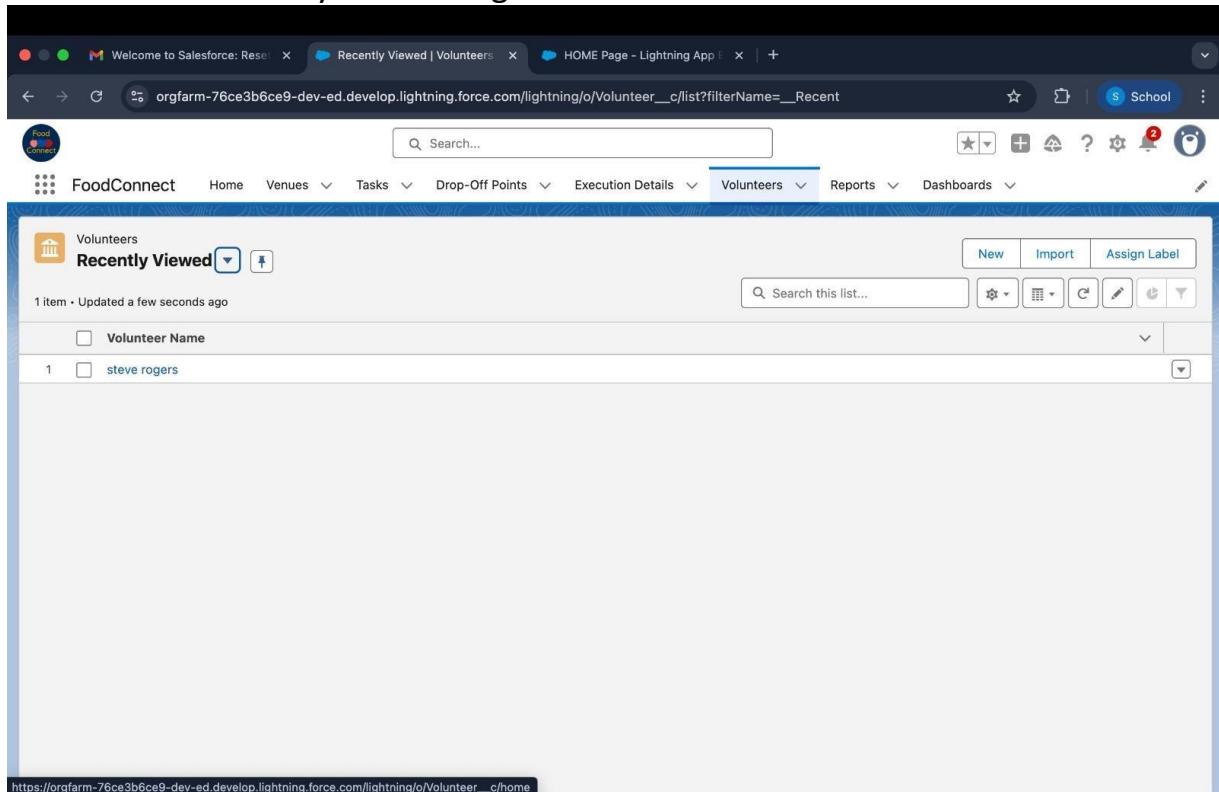 Welcome to Salesforce: Rese
Recently Viewed | Volunteers
HOME Page - Lightning App
orgfarm-76ce3b6ce9-dev-ed.develop.lightning.force.com/lightning/o/Volunteer__c/list?filterName=__Recent
S School
Food Connect
Search...
2
FoodConnect Home Venues Tasks Drop-Off Points Execution Details Volunteers Reports Dashboards
Volunteers
Recently Viewed
New Import Assign Label
1 item • Updated a few seconds ago
Search this list...
Volunteer Name
1 steve rogers
https://orgfarm-76ce3b6ce9-dev-ed.develop.lightning.force.com/lightning/o/Volunteer__c/home